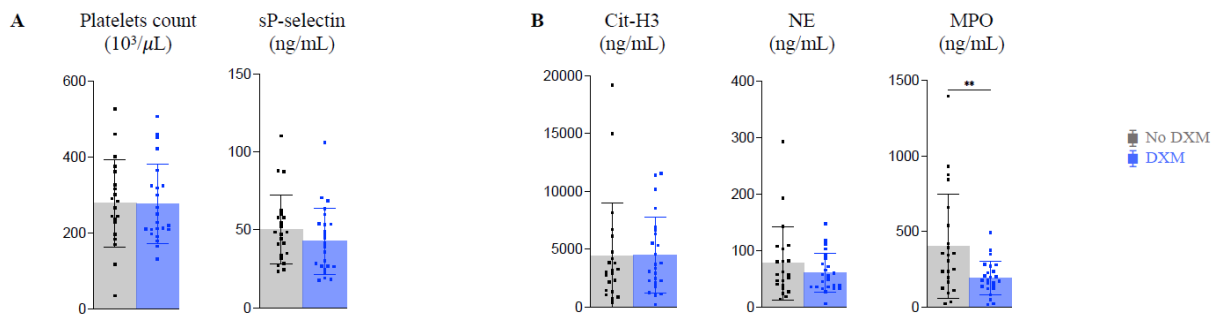 A
Platelets count
(10³/µL)
600
400
200
0
sP-selectin
(ng/mL)
150
100
50
0
B
Cit-H3
(ng/mL)
20000
15000
10000
5000
0
NE
(ng/mL)
400
300
200
100
0
MPO
(ng/mL)
1500
1000
500
0
**
No DXM
DXM